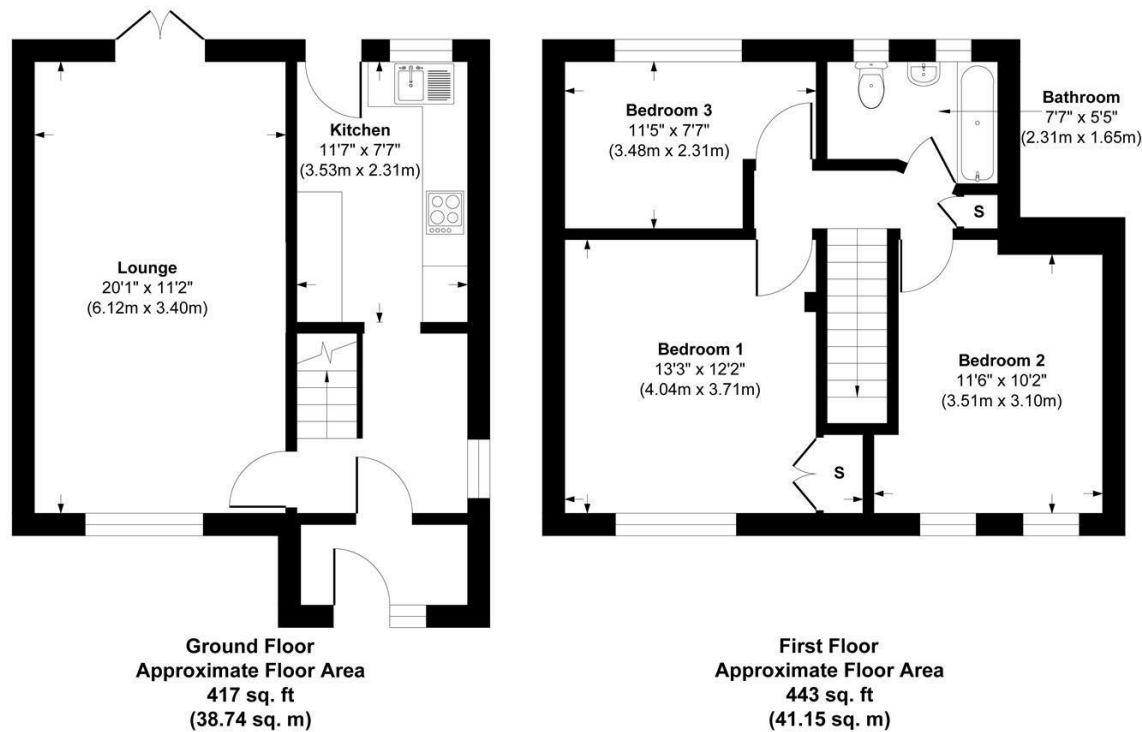 Lounge
20'1" x 11'2"
(6.12m x 3.40m)
Kitchen
11'7" x 7'7"
(3.53m x 2.31m)
Ground Floor
Approximate Floor Area
417 sq. ft
(38.74 sq. m)
Bedroom 3
11'5" x 7'7"
(3.48m x 2.31m)
Bathroom
7'7" x 5'5"
(2.31m x 1.65m)
S
Bedroom 1
13'3" x 12'2"
(4.04m x 3.71m)
Bedroom 2
11'6" x 10'2"
(3.51m x 3.10m)
S
First Floor
Approximate Floor Area
443 sq. ft
(41.15 sq. m)